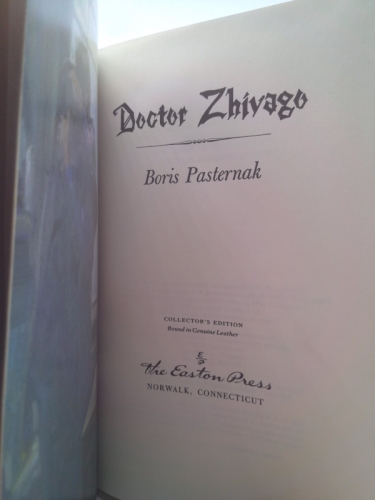 Doctor Zhivago
Boris Pasternak
COLLECTOR'S EDITION
Bound in Genuine Leather
The Easton Press
NORWALK, CONNECTICUT